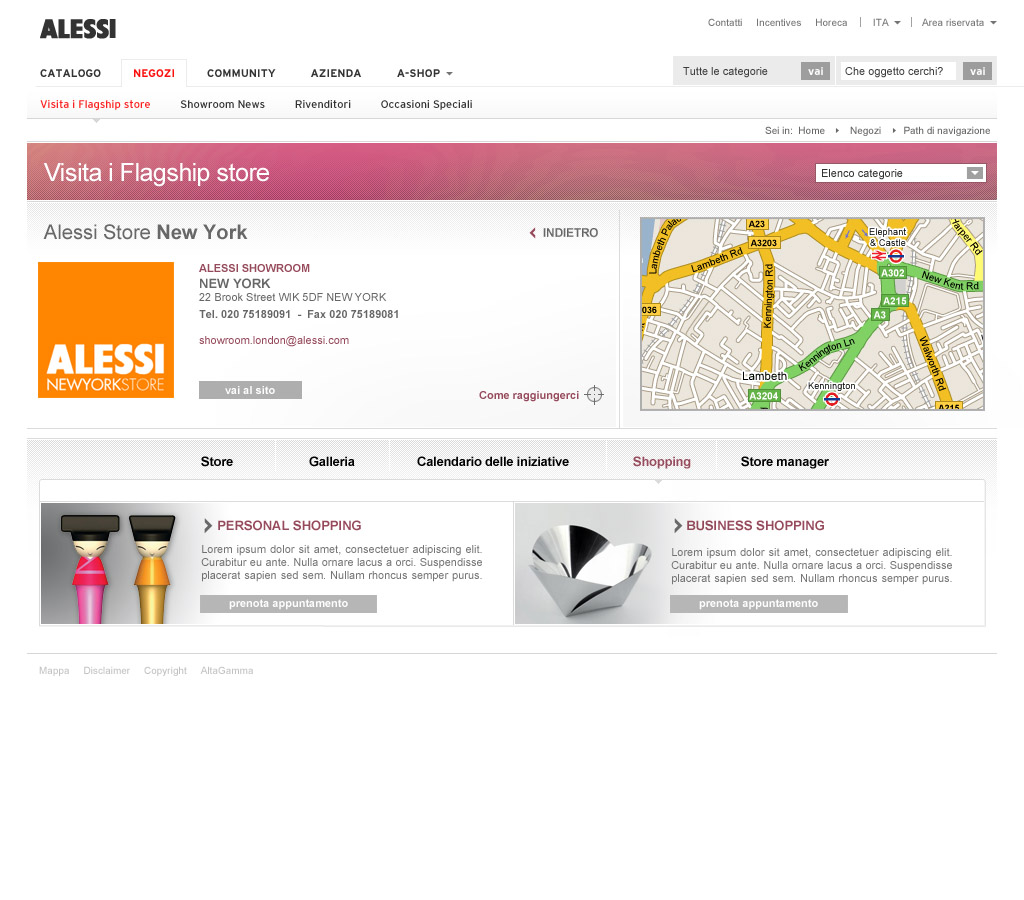 ALESSI
Contatti Incentives Horeca | ITA | Area riservata
CATALOGO NEGOZI COMMUNITY AZIENDA A-SHOP
Tutte le categorie vai Che oggetto cerchi? vai
Visita i Flagship store Showroom News Rivenditori Occasioni Speciali
Sei in: Home Negozi Path di navigazione
Visita i Flagship store
Elenco categorie
Alessi Store New York
INDIETRO
ALESSI SHOWROOM
NEW YORK
22 Brook Street WIK 5DF NEW YORK
Tel. 020 75189091 - Fax 020 75189081
showroom.london@alessi.com
vai al sito
Come raggiungerci
ALESSI
NEWYORKSTORE
A23
A3203
Lambeth Palac
Lambeth Rd
Kennington Rd
Elephant
& Castle
Harper Rd
A302
New Kent Rd
A215
A3
036
Kennington Ln
Walworth Rd
Lambeth
Kennington
A3204
A215
Store Galleria Calendario delle iniziative Shopping Store manager
PERSONAL SHOPPING
Lorem ipsum dolor sit amet, consectetuer adipiscing elit.
Curabitur eu ante. Nulla ornare lacus a orci. Suspendisse
placerat sapien sed sem. Nullam rhoncus semper purus.
prenota appuntamento
BUSINESS SHOPPING
Lorem ipsum dolor sit amet, consectetuer adipiscing elit.
Curabitur eu ante. Nulla ornare lacus a orci. Suspendisse
placerat sapien sed sem. Nullam rhoncus semper purus.
prenota appuntamento
Mappa Disclaimer Copyright AltaGamma